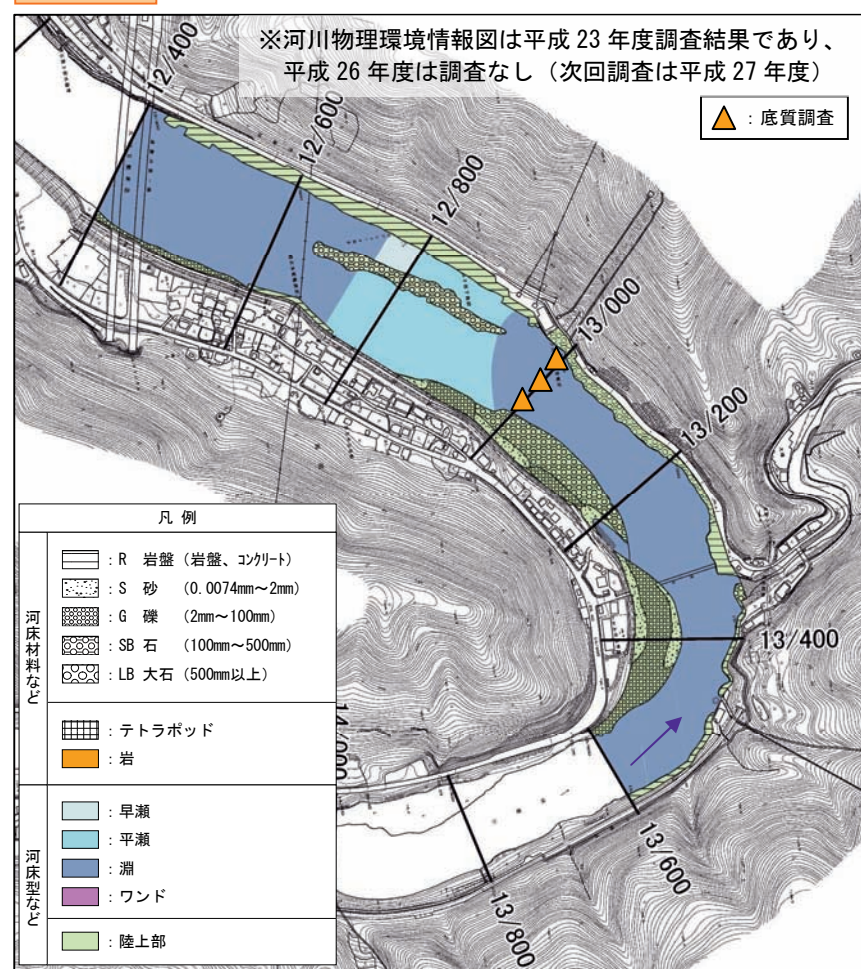 ※河川物理環境情報図は平成 23 年度調査結果であり、
平成 26 年度は調査なし（次回調査は平成 27 年度）
：底質調査
12/400
12/600
12/800
13/000
13/200
13/400
13/600
13/800
14/000
凡 例
河床材料など
：R 岩盤（岩盤、ｺﾝｸﾘｰﾄ）
：S 砂 （0.0074mm～2mm）
：G 礫 （2mm～100mm）
：SB 石 （100mm～500mm）
：LB 大石（500mm以上）
：テトラポッド
：岩
河床型など
：早瀬
：平瀬
：淵
：ワンド
：陸上部